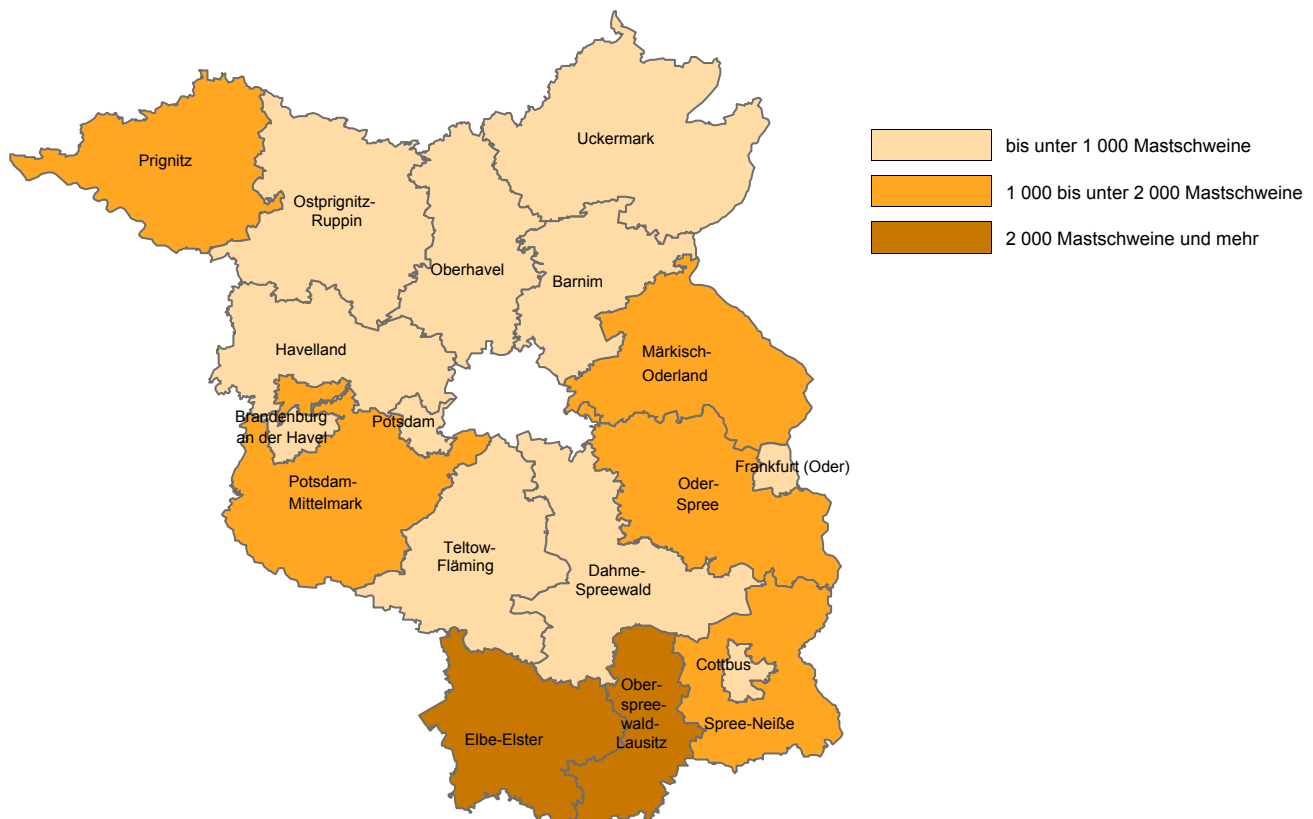 Uckermark
Prignitz
Ostprignitz-
Ruppin
Oberhavel
Barnim
Havelland
Märkisch-
Oderland
Brandenburg
an der Havel
Potsdam
Frankfurt (Oder)
Potsdam-
Mittelmark
Oder-
Spree
Teltow-
Fläming
Dahme-
Spreewald
Cottbus
Ober-
spree-
wald-
Lausitz
Spree-Neiße
Elbe-Elster
bis unter 1 000 Mastschweine
1 000 bis unter 2 000 Mastschweine
2 000 Mastschweine und mehr